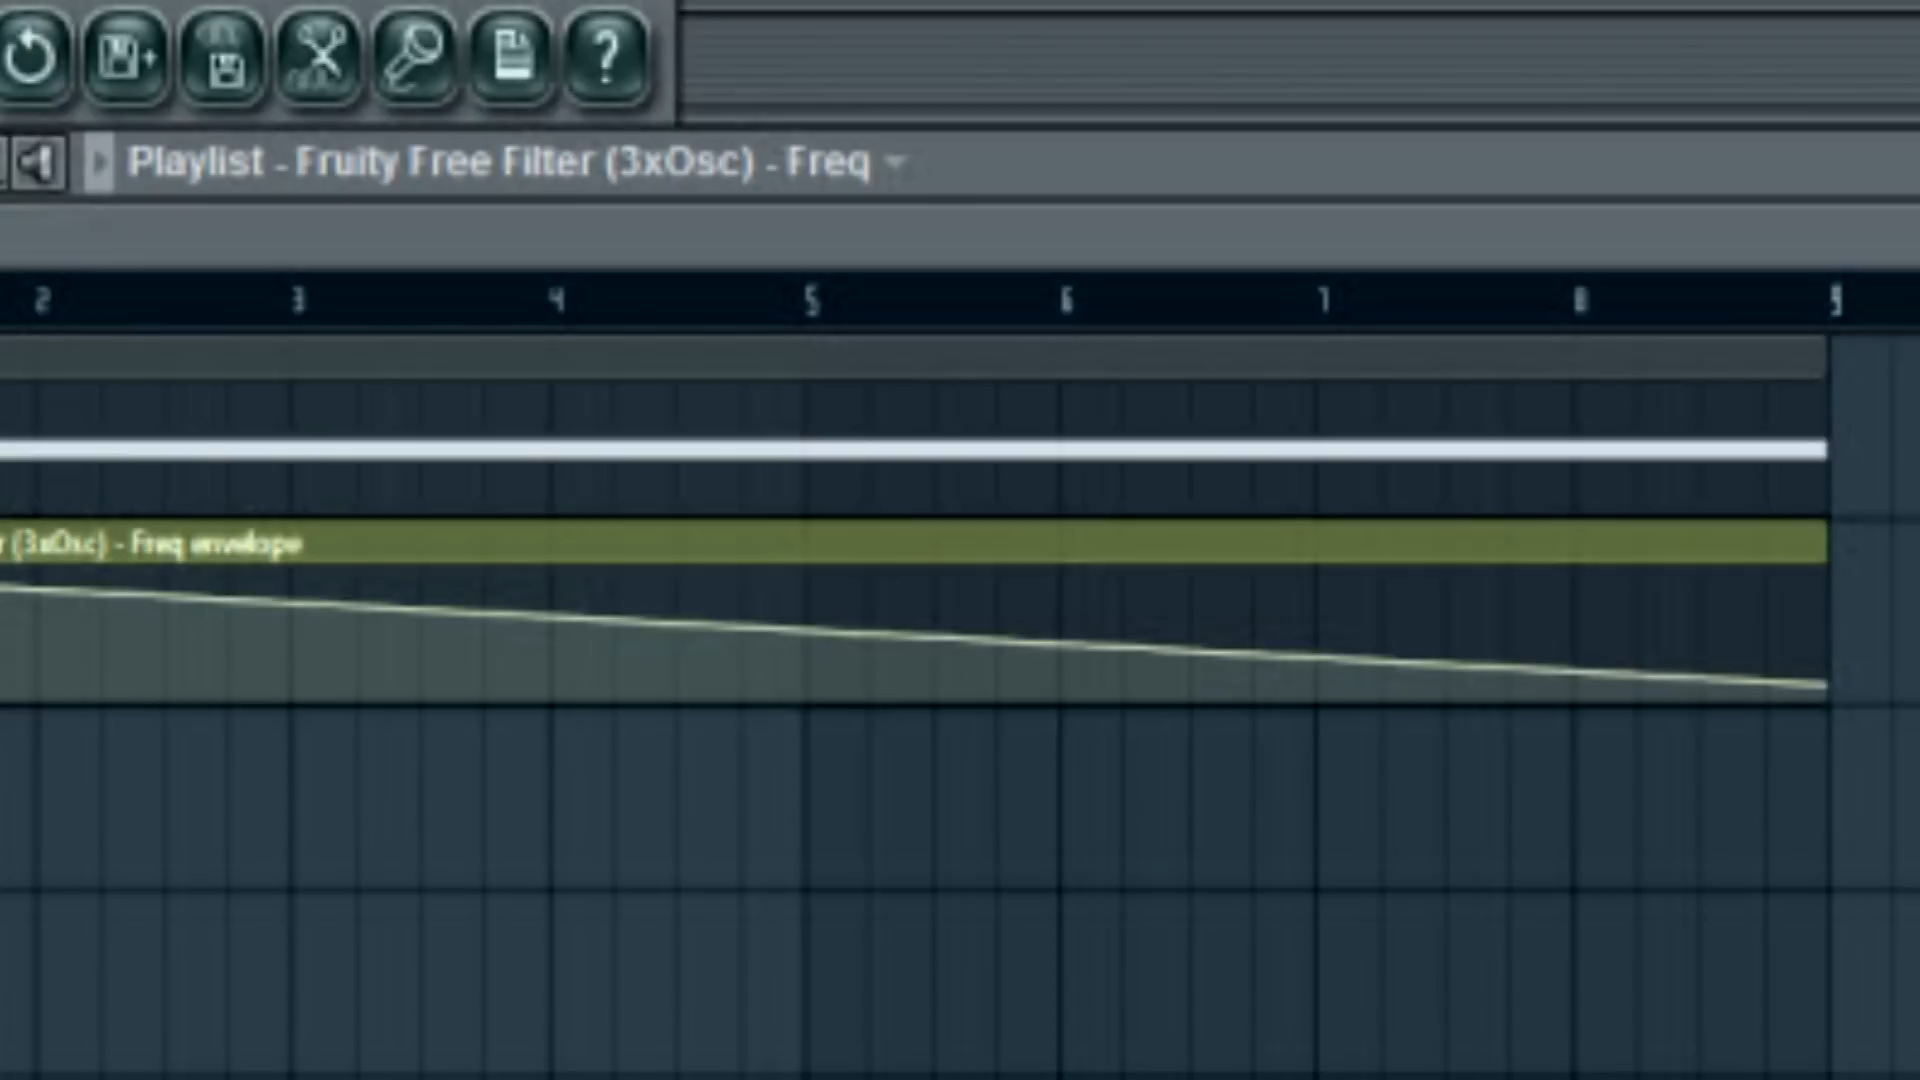 ?
Playlist - Fruity Free Filter (3xOsc) - Freq
2 3 4 5 6 7 8 9
r (3xOsc) - Freq envelope